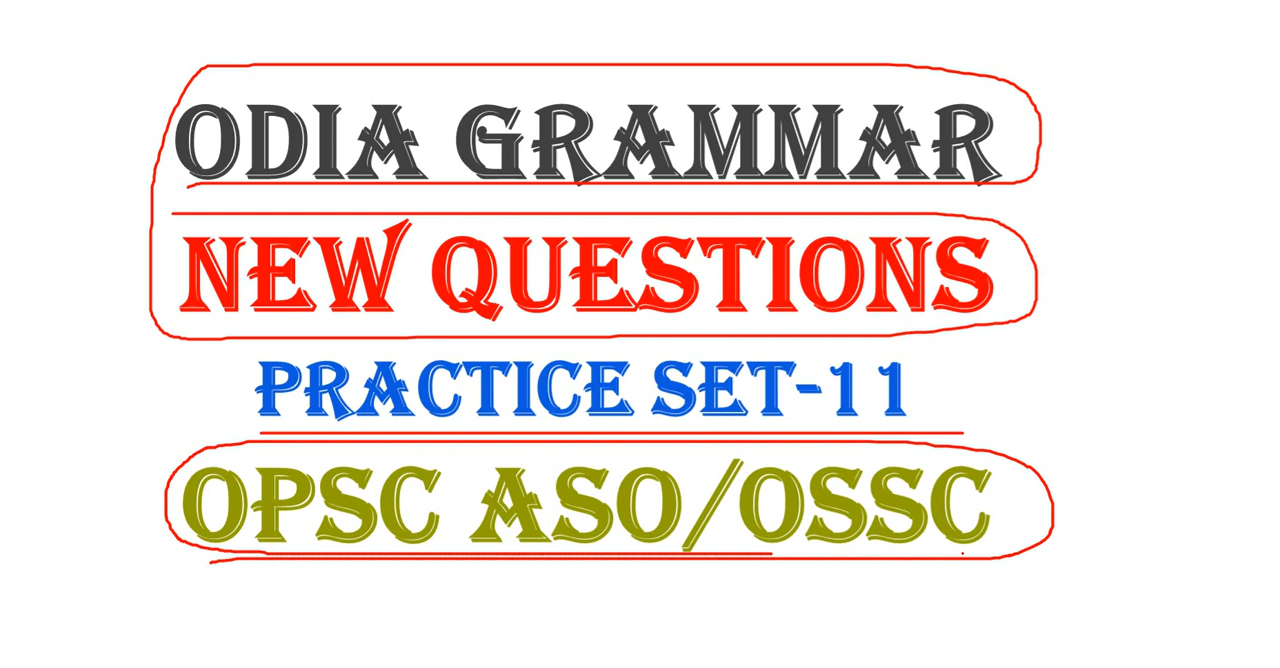 ODIA GRAMMAR
NEW QUESTIONS
PRACTICE SET-11
OPSC ASO/OSSC